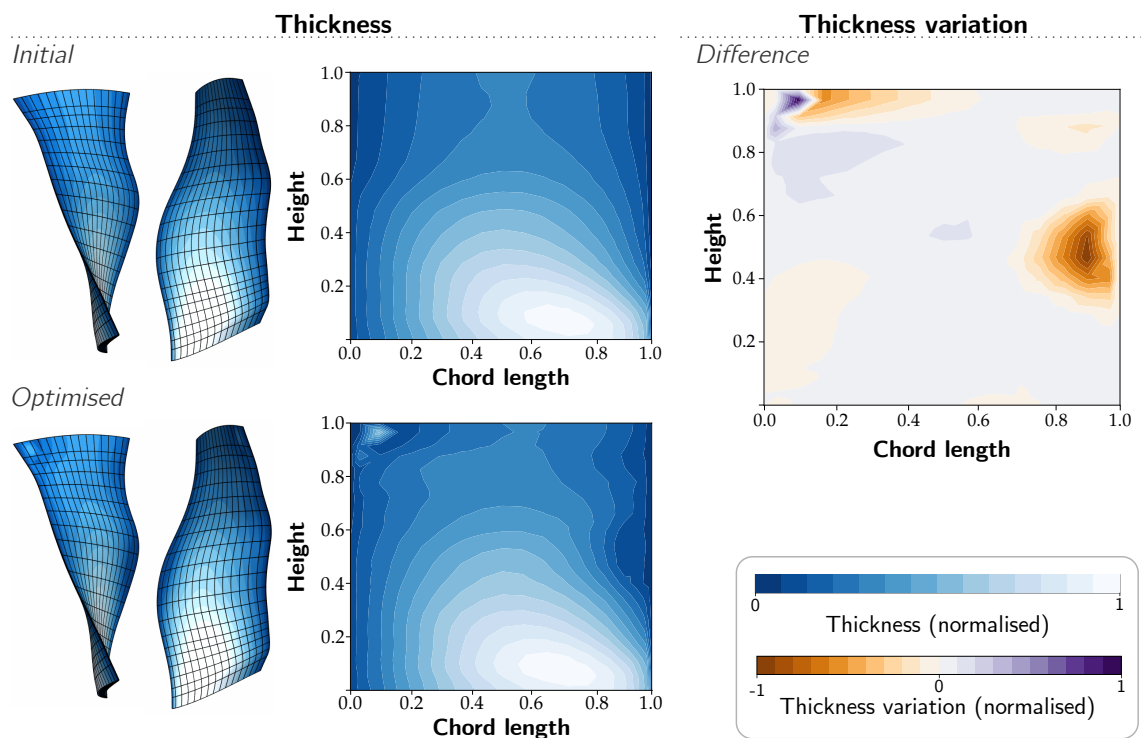 Thickness
Thickness variation
Initial
Difference
1.0
0.8
0.6
0.4
0.2
Height
0.0 0.2 0.4 0.6 0.8 1.0
Chord length
1.0
0.8
0.6
0.4
0.2
Height
0.0 0.2 0.4 0.6 0.8 1.0
Chord length
Optimised
1.0
0.8
0.6
0.4
0.2
Height
0.0 0.2 0.4 0.6 0.8 1.0
Chord length
0 1
Thickness (normalised)
-1 0 1
Thickness variation (normalised)